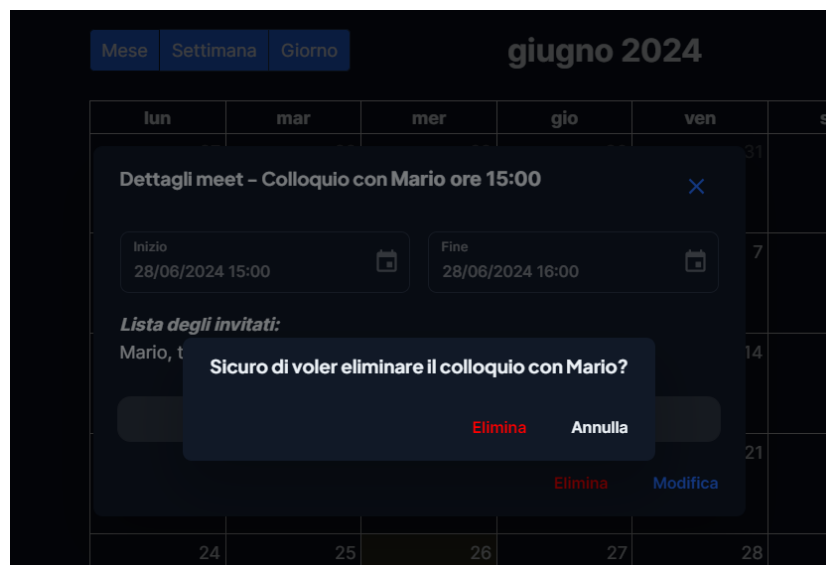 Mese Settimana Giorno
giugno 2024
lun mar mer gio ven
31
Dettagli meet – Colloquio con Mario ore 15:00
7
Inizio
28/06/2024 15:00
Fine
28/06/2024 16:00
Lista degli invitati:
Mario, t
14
Sicuro di voler eliminare il colloquio con Mario?
Elimina Annulla
21
Elimina Modifica
24 25 26 27 28